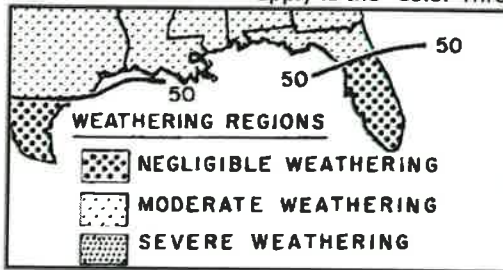 50
50
50
WEATHERING REGIONS
NEGLIGIBLE WEATHERING
MODERATE WEATHERING
SEVERE WEATHERING